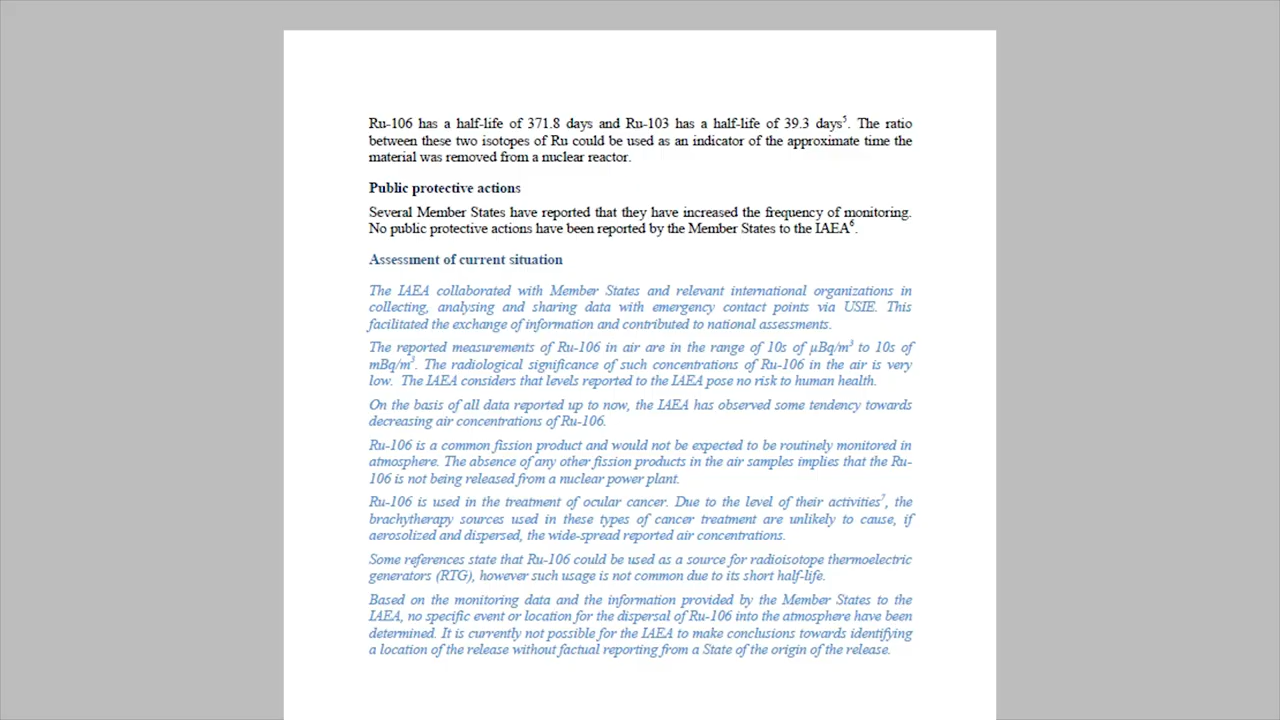 Ru-106 has a half-life of 371.8 days and Ru-103 has a half-life of 39.3 days⁵. The ratio
between these two isotopes of Ru could be used as an indicator of the approximate time the
material was removed from a nuclear reactor.
Public protective actions
Several Member States have reported that they have increased the frequency of monitoring.
No public protective actions have been reported by the Member States to the IAEA⁶.
Assessment of current situation
The IAEA collaborated with Member States and relevant international organizations in
collecting, analysing and sharing data with emergency contact points via USIE. This
facilitated the exchange of information and contributed to national assessments.
The reported measurements of Ru-106 in air are in the range of 10s of µBq/m³ to 10s of
mBq/m³. The radiological significance of such concentrations of Ru-106 in the air is very
low. The IAEA considers that levels reported to the IAEA pose no risk to human health.
On the basis of all data reported up to now, the IAEA has observed some tendency towards
decreasing air concentrations of Ru-106.
Ru-106 is a common fission product and would not be expected to be routinely monitored in
atmosphere. The absence of any other fission products in the air samples implies that the Ru-
106 is not being released from a nuclear power plant.
Ru-106 is used in the treatment of ocular cancer. Due to the level of their activities⁷, the
brachytherapy sources used in these types of cancer treatment are unlikely to cause, if
aerosolized and dispersed, the wide-spread reported air concentrations.
Some references state that Ru-106 could be used as a source for radioisotope thermoelectric
generators (RTG), however such usage is not common due to its short half-life.
Based on the monitoring data and the information provided by the Member States to the
IAEA, no specific event or location for the dispersal of Ru-106 into the atmosphere have been
determined. It is currently not possible for the IAEA to make conclusions towards identifying
a location of the release without factual reporting from a State of the origin of the release.